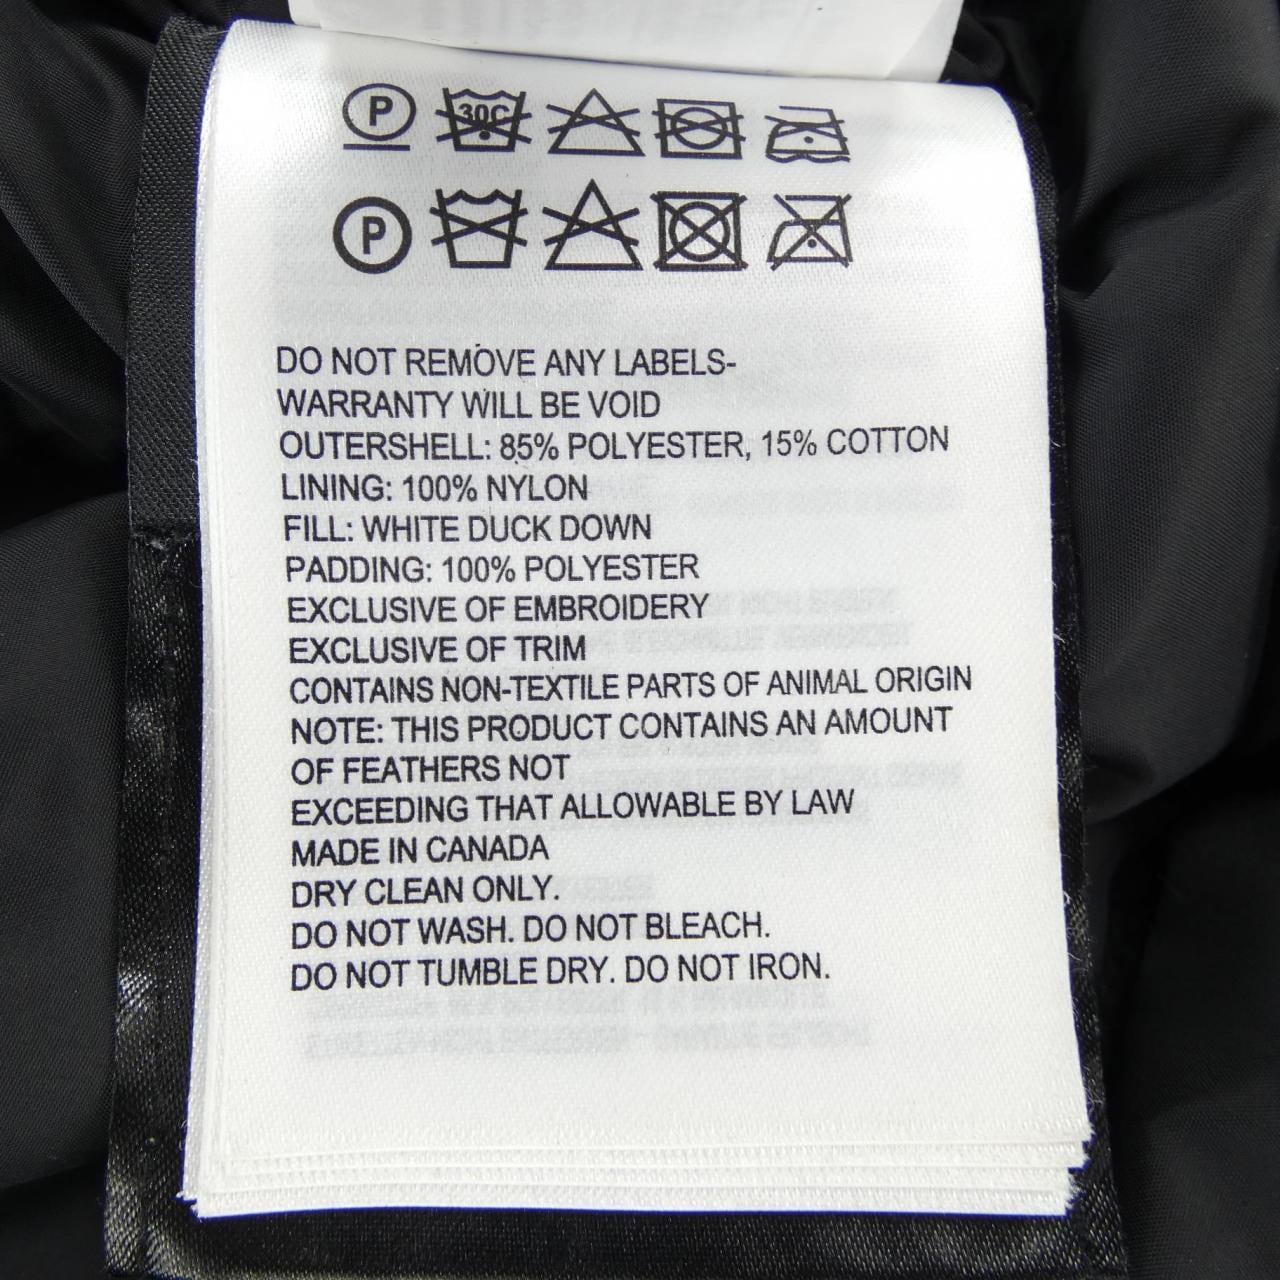 P 30C
P
DO NOT REMOVE ANY LABELS-
WARRANTY WILL BE VOID
OUTERSHELL: 85% POLYESTER, 15% COTTON
LINING: 100% NYLON
FILL: WHITE DUCK DOWN
PADDING: 100% POLYESTER
EXCLUSIVE OF EMBROIDERY
EXCLUSIVE OF TRIM
CONTAINS NON-TEXTILE PARTS OF ANIMAL ORIGIN
NOTE: THIS PRODUCT CONTAINS AN AMOUNT
OF FEATHERS NOT
EXCEEDING THAT ALLOWABLE BY LAW
MADE IN CANADA
DRY CLEAN ONLY.
DO NOT WASH. DO NOT BLEACH.
DO NOT TUMBLE DRY. DO NOT IRON.